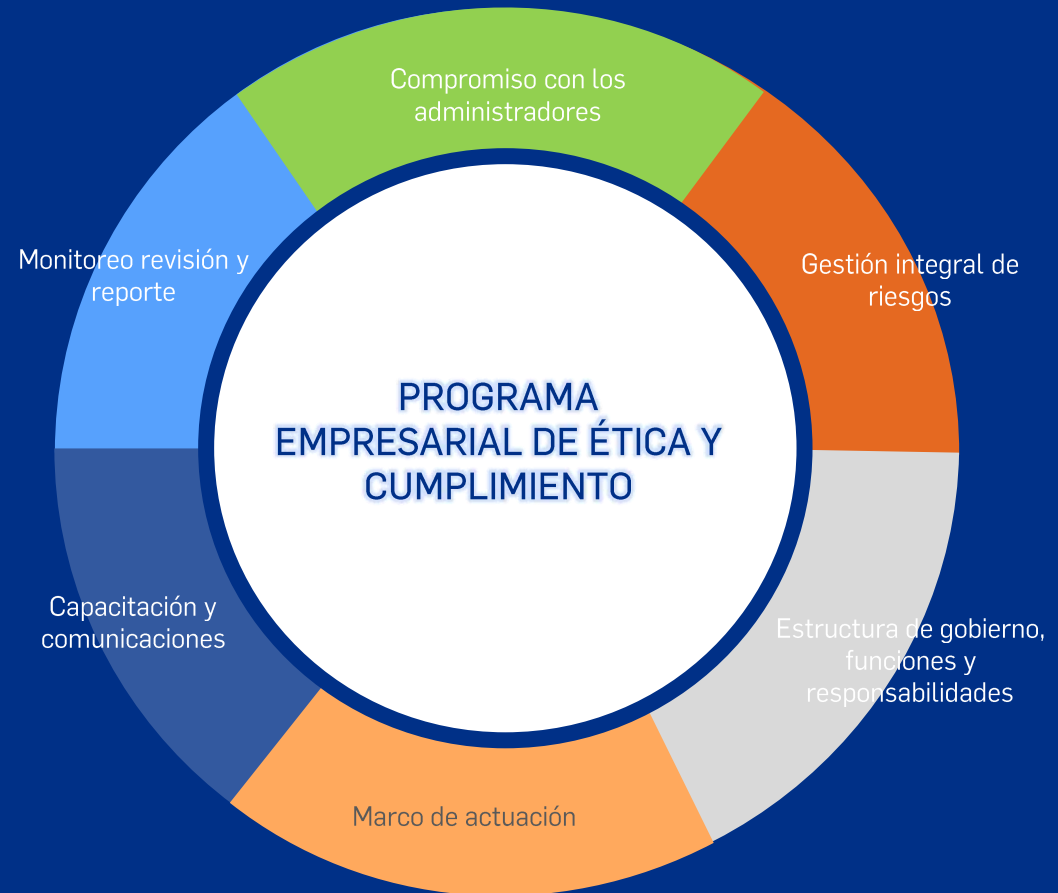 Compromiso con los
administradores
Monitoreo revisión y
reporte
Gestión integral de
riesgos
PROGRAMA
EMPRESARIAL DE ÉTICA Y
CUMPLIMIENTO
Capacitación y
comunicaciones
Estructura de gobierno,
funciones y
responsabilidades
Marco de actuación